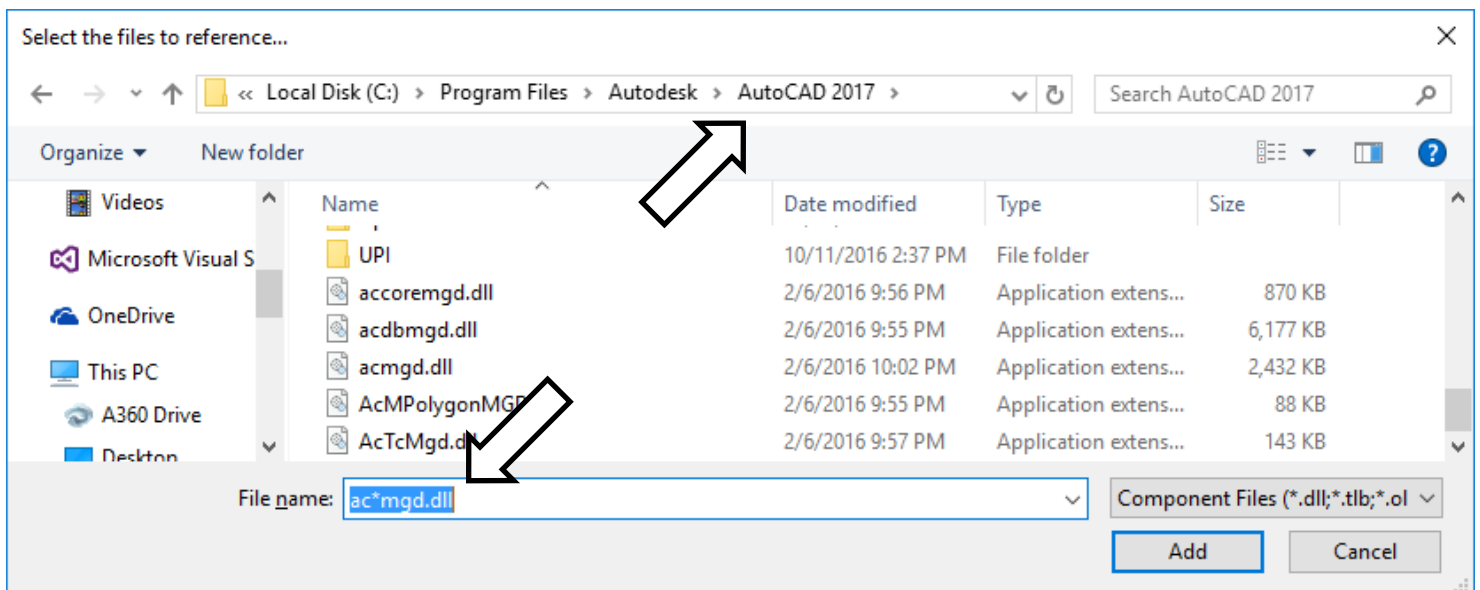 Select the files to reference...
« Local Disk (C:) > Program Files > Autodesk > AutoCAD 2017 >
Search AutoCAD 2017
Organize
New folder
?
Name
Date modified
Type
Size
Videos
Microsoft Visual S
OneDrive
This PC
A360 Drive
Desktop
UPI 10/11/2016 2:37 PM File folder
accoremgd.dll 2/6/2016 9:56 PM Application extens... 870 KB
acdbmgd.dll 2/6/2016 9:55 PM Application extens... 6,177 KB
acmgd.dll 2/6/2016 10:02 PM Application extens... 2,432 KB
AcMPolygonMGD 2/6/2016 9:55 PM Application extens... 88 KB
AcTcMgd.dll 2/6/2016 9:57 PM Application extens... 143 KB
File name: ac*mgd.dll
Component Files (*.dll;*.tlb;*.ol
Add
Cancel